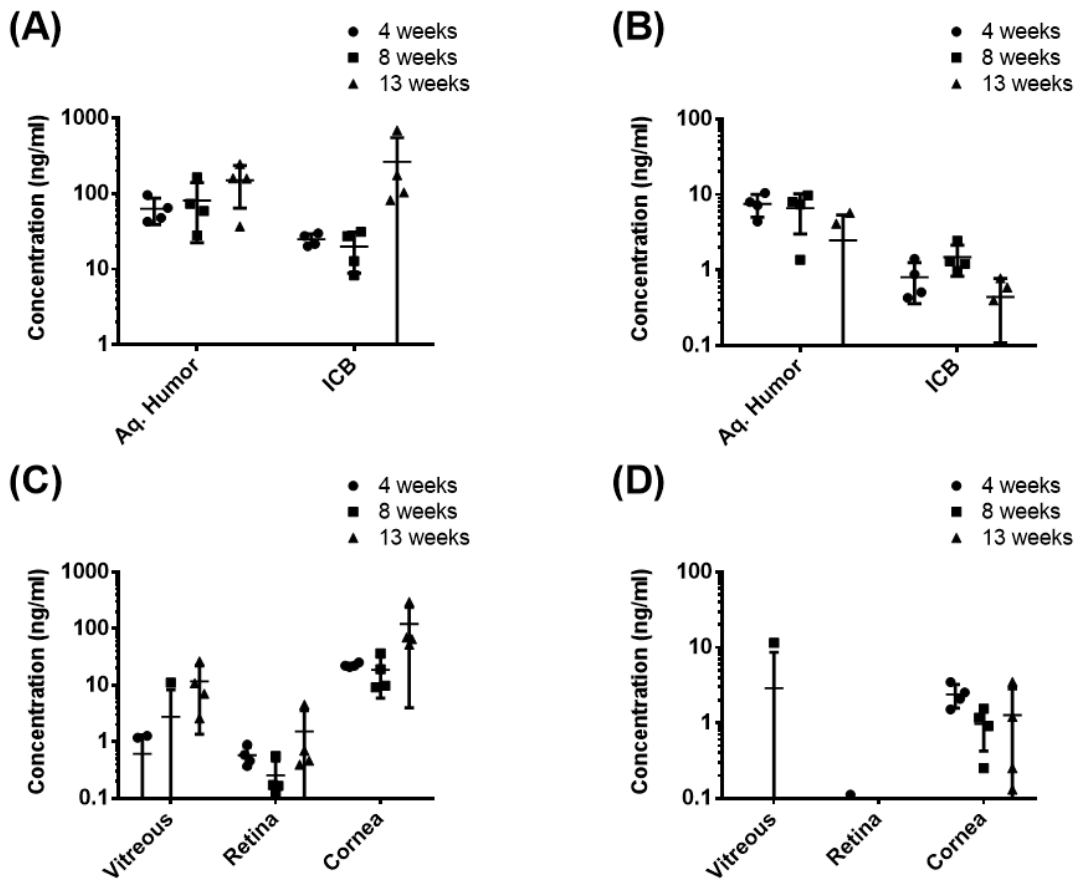 (A)
4 weeks
8 weeks
13 weeks
Concentration (ng/ml)
1000
100
10
1
Aq. Humor
ICB
(B)
4 weeks
8 weeks
13 weeks
Concentration (ng/ml)
100
10
1
0.1
Aq. Humor
ICB
(C)
4 weeks
8 weeks
13 weeks
Concentration (ng/ml)
1000
100
10
1
0.1
Vitreous
Retina
Cornea
(D)
4 weeks
8 weeks
13 weeks
Concentration (ng/ml)
100
10
1
0.1
Vitreous
Retina
Cornea